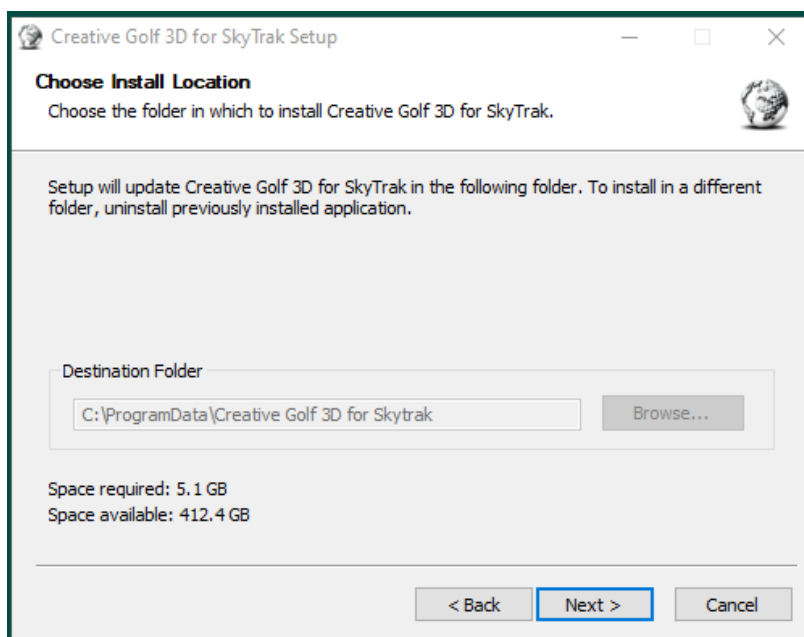 Creative Golf 3D for SkyTrak Setup
Choose Install Location
Choose the folder in which to install Creative Golf 3D for SkyTrak.
Setup will update Creative Golf 3D for SkyTrak in the following folder. To install in a different
folder, uninstall previously installed application.
Destination Folder
C:\ProgramData\Creative Golf 3D for Skytrak
Browse...
Space required: 5.1 GB
Space available: 412.4 GB
< Back
Next >
Cancel